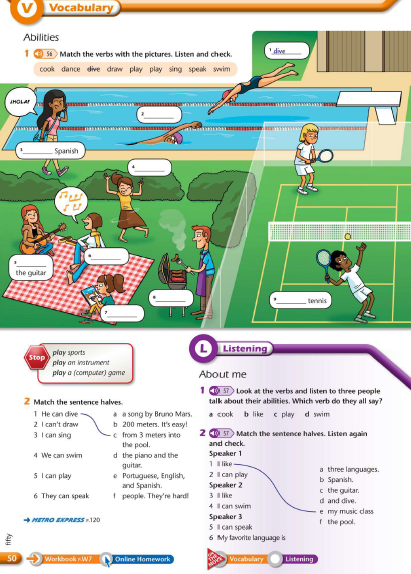 V Vocabulary
Abilities
1 56 Match the verbs with the pictures. Listen and check.
cook dance dive draw play play sing speak swim
¡HOLA!
1 dive
2
3 Spanish
4
5
the guitar
6
7
8
9 tennis
Stop
play sports
play an instrument
play a (computer) game
2 Match the sentence halves.
1 He can dive
2 I can't draw
3 I can sing
4 We can swim
5 I can play
6 They can speak
a a song by Bruno Mars.
b 200 meters. It's easy!
c from 3 meters into
the pool.
d the piano and the
guitar.
e Portuguese, English,
and Spanish.
f people. They're hard!
METRO EXPRESS P.120
L Listening
About me
1 57 Look at the verbs and listen to three people
talk about their abilities. Which verb do they all say?
a cook b like c play d swim
2 57 Match the sentence halves. Listen again
and check.
Speaker 1
1 I like
2 I can play
Speaker 2
3 I like
4 I can swim
Speaker 3
5 I can speak
6 My favorite language is
a three languages.
b Spanish.
c the guitar.
d and dive.
e my music class
f the pool.
fifty
50 Workbook P.W7 Online Homework
Vocabulary Listening